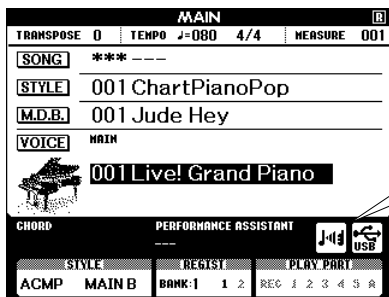 MAIN R
TRANSPOSE 0 TEMPO ♩=080 4/4 MEASURE 001
SONG *** ---
STYLE 001 ChartPianoPop
M.D.B. 001 Jude Hey
VOICE MAIN
001 Live! Grand Piano
CHORD PERFORMANCE ASSISTANT
---
USB
STYLE REGIST PLAY PART
ACMP MAIN B BANK:1 1 2 REC 1 2 3 4 5 A